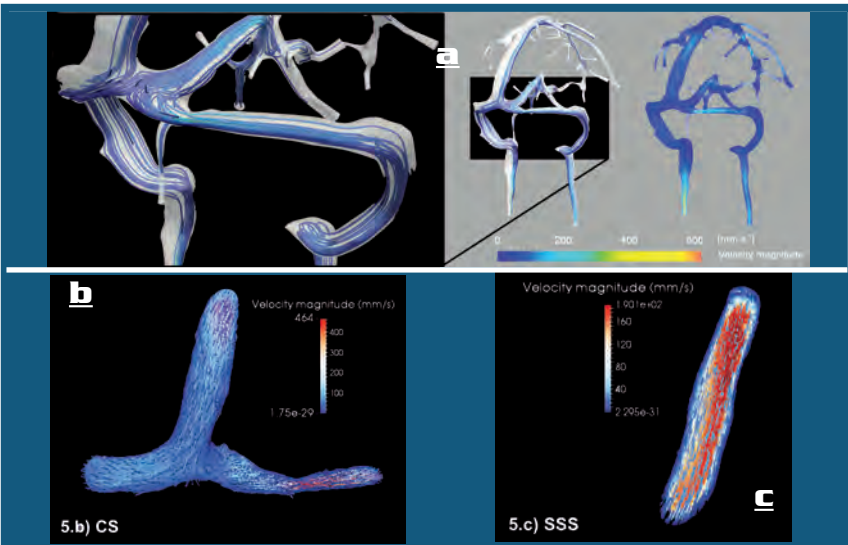 a
0 200 400 600 [mm·s⁻¹]
Velocity magnitude
b
Velocity magnitude (mm/s)
464
400
300
200
100
1.75e-29
5.b) CS
Velocity magnitude (mm/s)
1.901e+02
160
120
80
40
2.295e-31
c
5.c) SSS